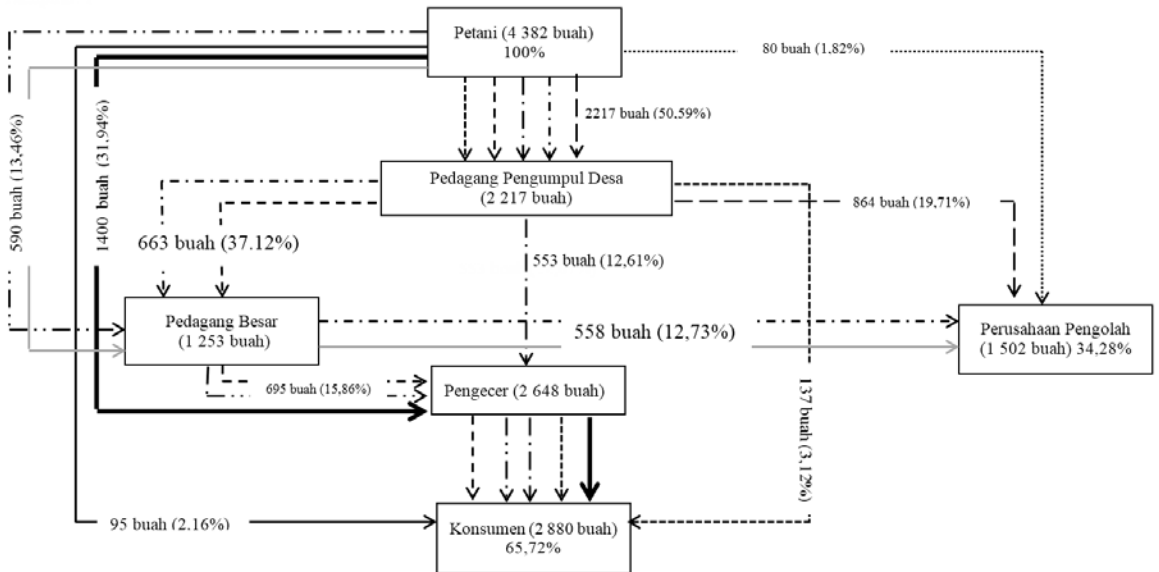 Petani (4 382 buah)
100%
80 buah (1,82%)
2217 buah (50.59%)
590 buah (13,46%)
1400 buah (31.94%)
Pedagang Pengumpul Desa
(2 217 buah)
864 buah (19,71%)
663 buah (37.12%)
553 buah (12,61%)
Pedagang Besar
(1 253 buah)
558 buah (12,73%)
Perusahaan Pengolah
(1 502 buah) 34,28%
695 buah (15,86%)
Pengecer (2 648 buah)
137 buah (3,12%)
95 buah (2.16%)
Konsumen (2 880 buah)
65,72%